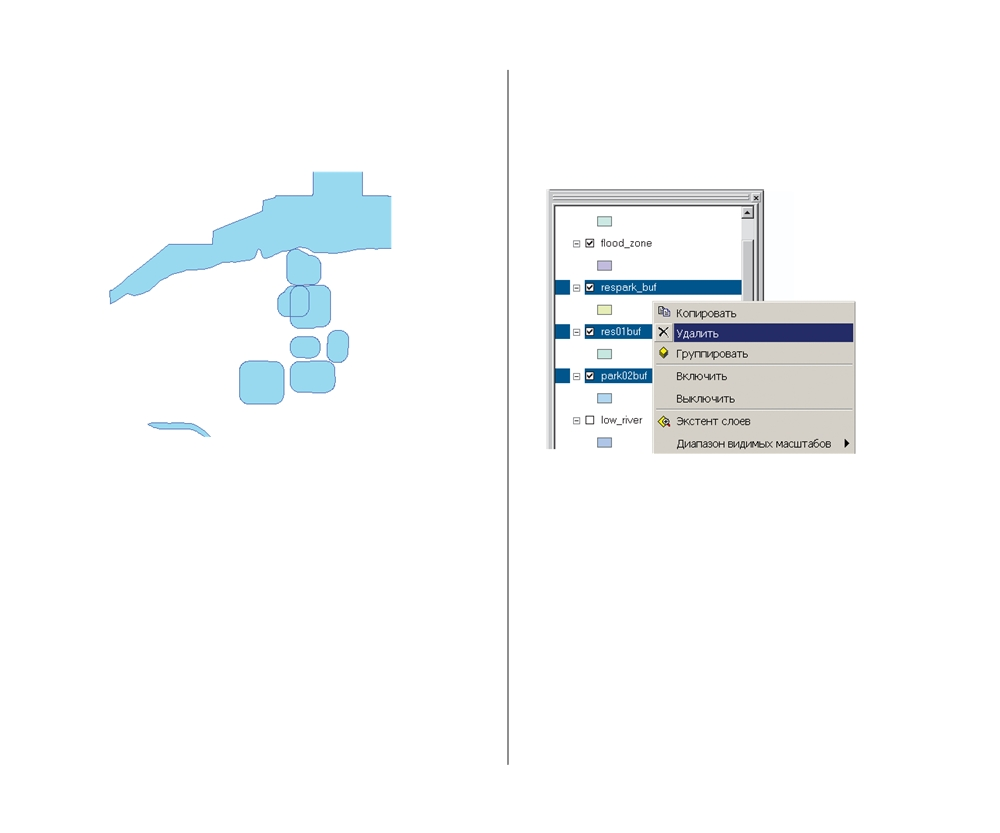 flood_zone
respark_buf
Копировать
res01buf
Удалить
Группировать
park02buf
Включить
Выключить
low_river
Экстент слоев
Диапазон видимых масштабов